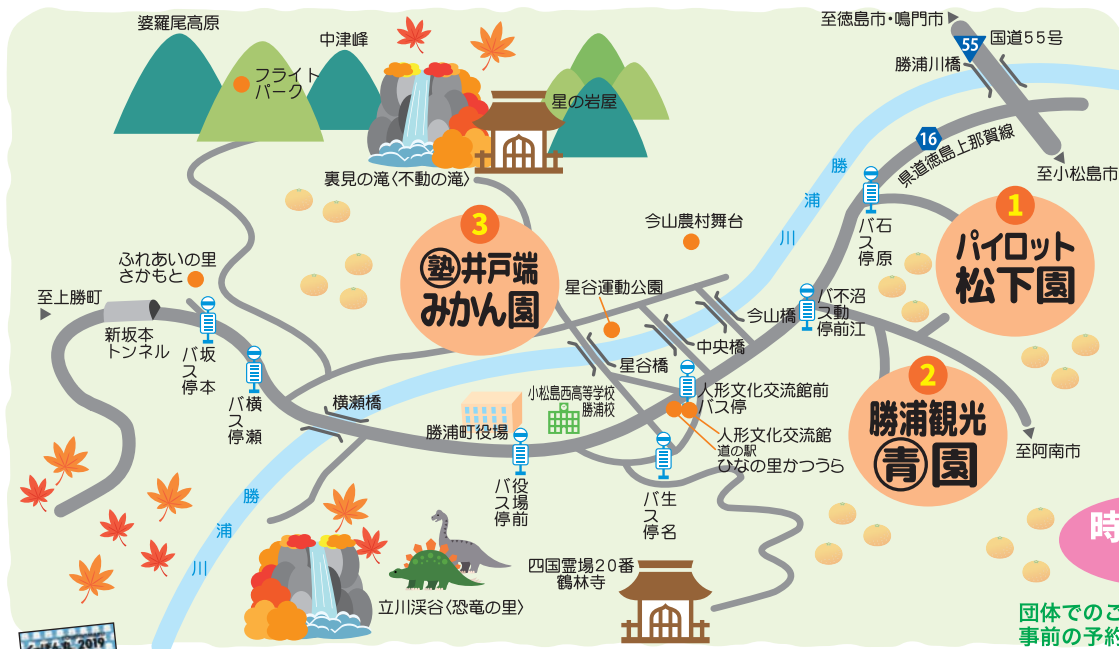 婆羅尾高原
中津峰
フライト
パーク
星の岩屋
裏見の滝〈不動の滝〉
至徳島市・鳴門市
55
国道55号
勝浦川橋
16
県道徳島上那賀線
至小松島市
勝浦川
石原
バス停
1
パイロット
松下園
3
塾井戸端
みかん園
今山農村舞台
星谷運動公園
ふれあいの里
さかもと
至上勝町
新坂本
トンネル
坂本
バス停
横瀬
バス停
横瀬橋
今山橋
中央橋
星谷橋
沼江
不動前
バス停
小松島西高等学校
勝浦校
勝浦町役場
人形文化交流館前
バス停
人形文化交流館
道の駅
ひなの里かつうら
2
勝浦観光
青園
至阿南市
役場前
バス停
生名
バス停
勝浦川
立川渓谷〈恐竜の里〉
四国霊場20番
鶴林寺
時
団体でのご
事前の予約
2019